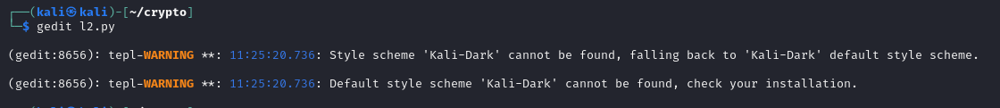 ┌──(kali㉿kali)-[~/crypto]
└─$ gedit l2.py
(gedit:8656): tepl-WARNING **: 11:25:20.736: Style scheme 'Kali-Dark' cannot be found, falling back to 'Kali-Dark' default style scheme.
(gedit:8656): tepl-WARNING **: 11:25:20.736: Default style scheme 'Kali-Dark' cannot be found, check your installation.